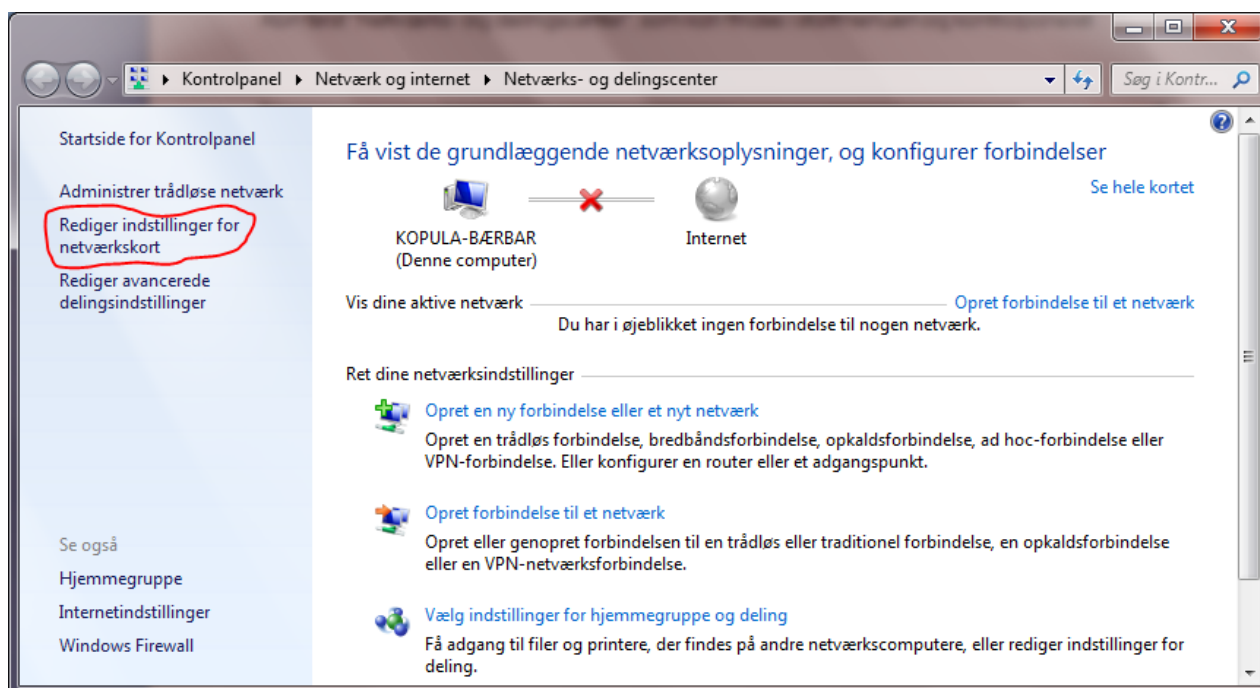 Kontrolpanel ▸ Netværk og internet ▸ Netværks- og delingscenter
Søg i Kontr...
Startside for Kontrolpanel
Administrer trådløse netværk
Rediger indstillinger for
netværkskort
Rediger avancerede
delingsindstillinger
Se også
Hjemmegruppe
Internetindstillinger
Windows Firewall
Få vist de grundlæggende netværksoplysninger, og konfigurer forbindelser
Se hele kortet
KOPULA-BÆRBAR
(Denne computer)
Internet
Vis dine aktive netværk
Opret forbindelse til et netværk
Du har i øjeblikket ingen forbindelse til nogen netværk.
Ret dine netværksindstillinger
Opret en ny forbindelse eller et nyt netværk
Opret en trådløs forbindelse, bredbåndsforbindelse, opkaldsforbindelse, ad hoc-forbindelse eller
VPN-forbindelse. Eller konfigurer en router eller et adgangspunkt.
Opret forbindelse til et netværk
Opret eller genopret forbindelsen til en trådløs eller traditionel forbindelse, en opkaldsforbindelse
eller en VPN-netværksforbindelse.
Vælg indstillinger for hjemmegruppe og deling
Få adgang til filer og printere, der findes på andre netværkscomputere, eller rediger indstillinger for
deling.